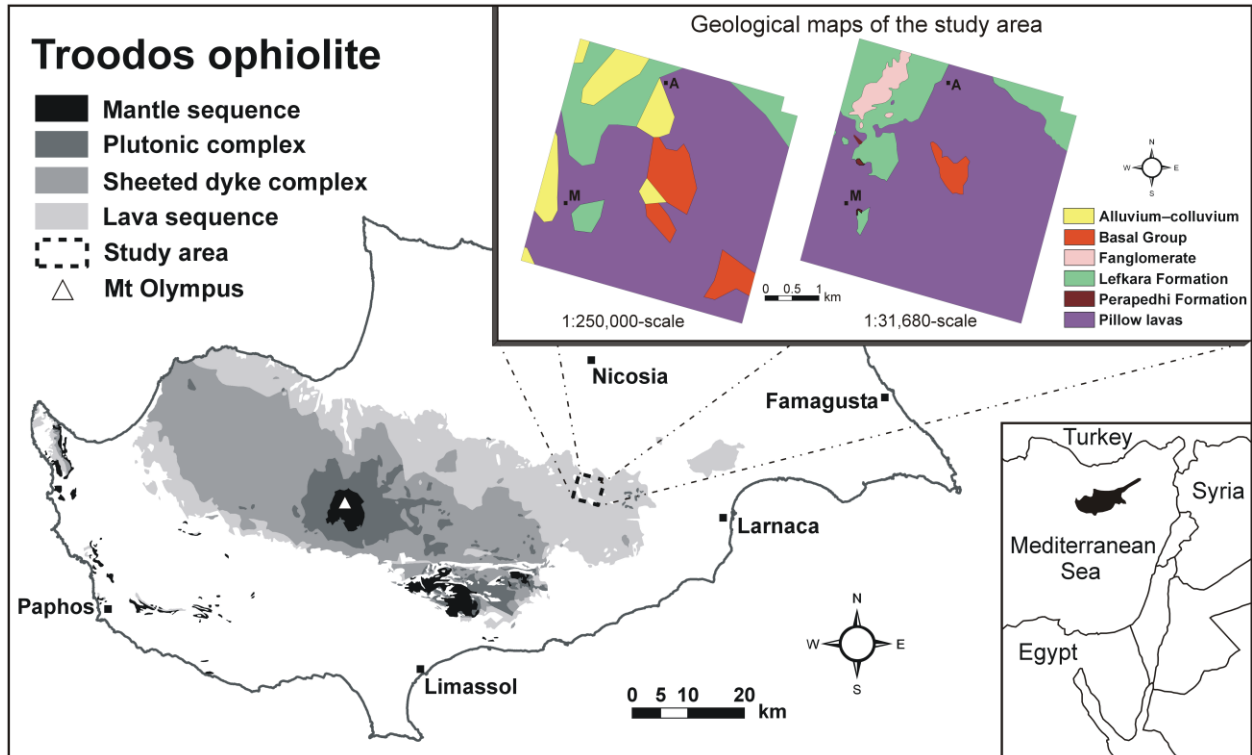 Troodos ophiolite
Mantle sequence
Plutonic complex
Sheeted dyke complex
Lava sequence
Study area
Mt Olympus
Geological maps of the study area
A
M
1:250,000-scale
0 0.5 1
km
A
M
1:31,680-scale
N
W E
S
Alluvium–colluvium
Basal Group
Fanglomerate
Lefkara Formation
Perapedhi Formation
Pillow lavas
Nicosia
Famagusta
Larnaca
Paphos
Limassol
N
W E
S
0 5 10 20
km
Turkey
Syria
Mediterranean
Sea
Egypt